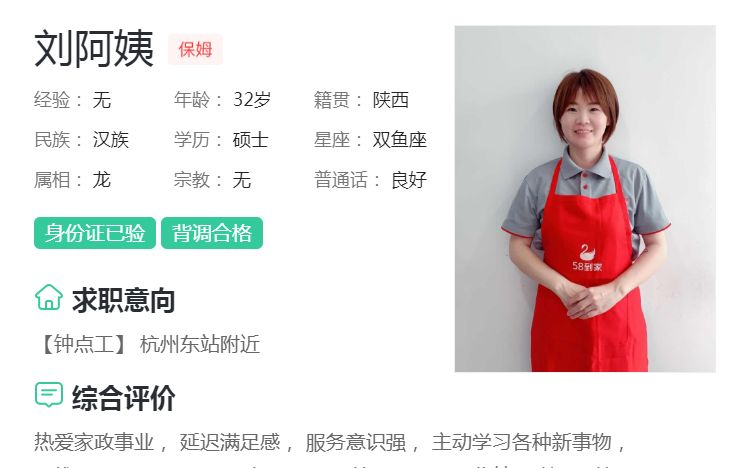 刘阿姨 保姆
经验： 无 年龄： 32岁 籍贯： 陕西
民族： 汉族 学历： 硕士 星座： 双鱼座
属相： 龙 宗教： 无 普通话： 良好
身份证已验 背调合格
58到家
求职意向
【钟点工】 杭州东站附近
综合评价
热爱家政事业， 延迟满足感， 服务意识强， 主动学习各种新事物，